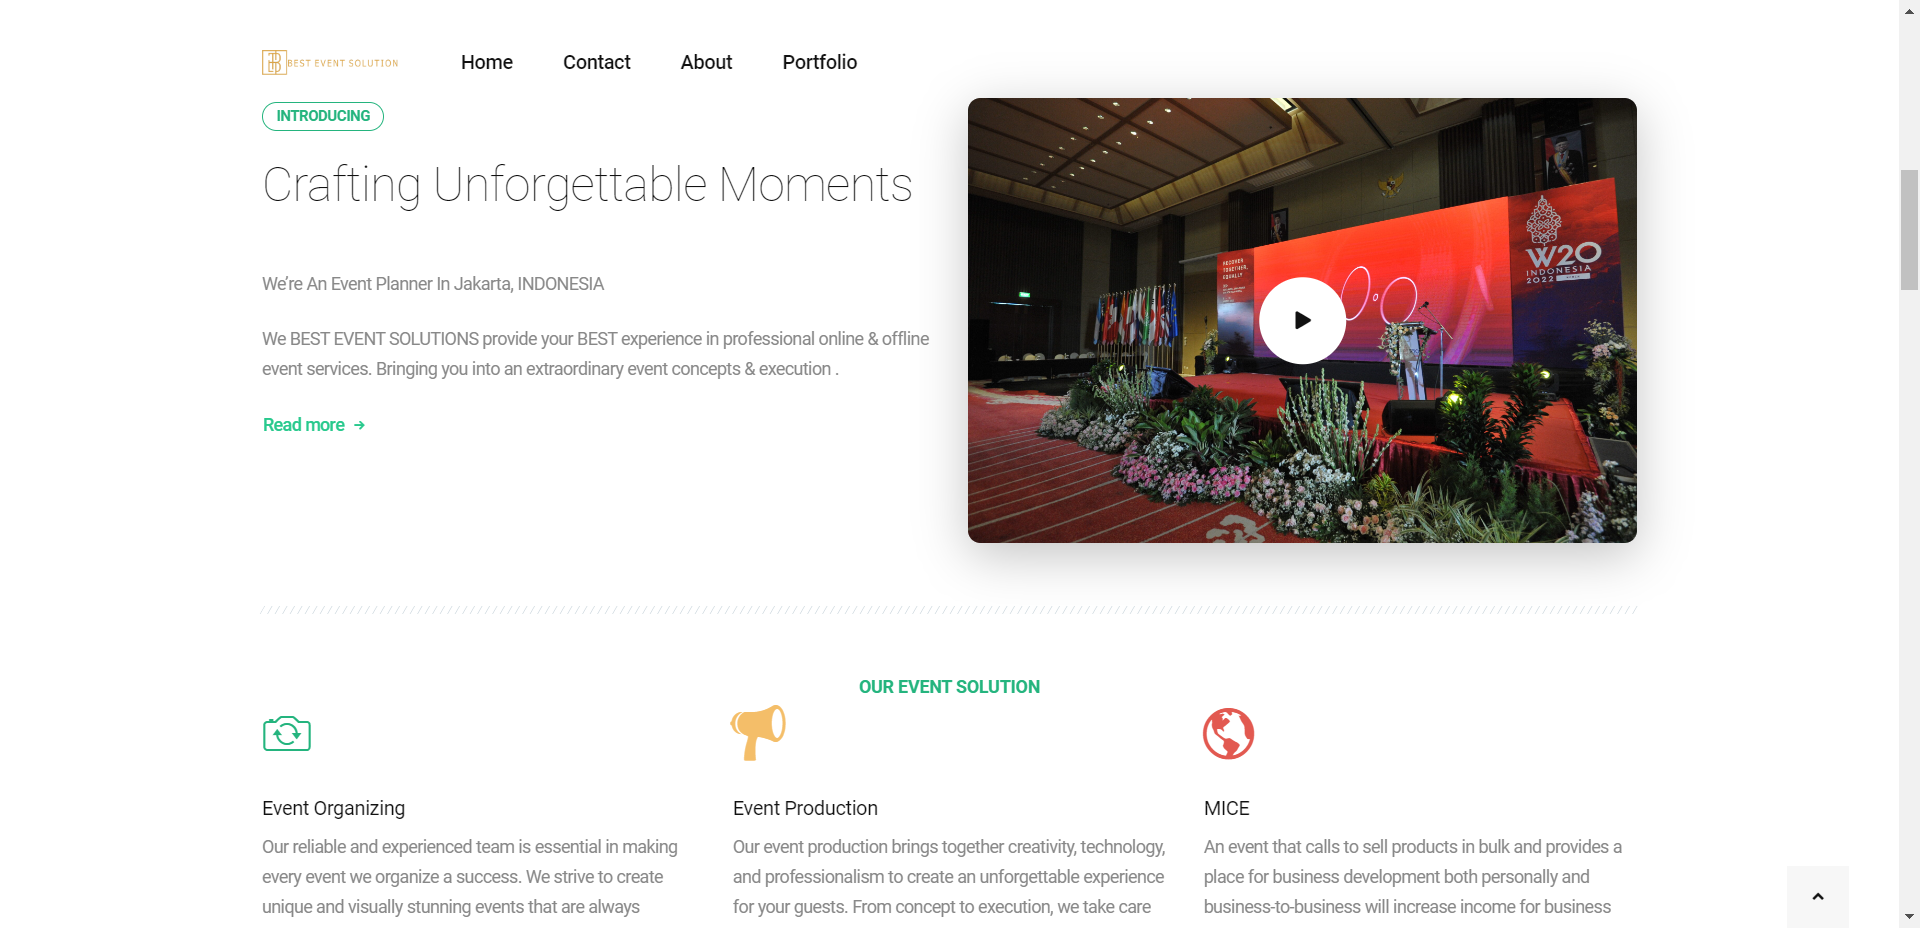 BEST EVENT SOLUTION
Home Contact About Portfolio
INTRODUCING
Crafting Unforgettable Moments
We're An Event Planner In Jakarta, INDONESIA
We BEST EVENT SOLUTIONS provide your BEST experience in professional online & offline
event services. Bringing you into an extraordinary event concepts & execution .
Read more →
RECOVER
TOGETHER,
EQUALLY
W20
INDONESIA
2022
OUR EVENT SOLUTION
Event Organizing
Our reliable and experienced team is essential in making
every event we organize a success. We strive to create
unique and visually stunning events that are always
Event Production
Our event production brings together creativity, technology,
and professionalism to create an unforgettable experience
for your guests. From concept to execution, we take care
MICE
An event that calls to sell products in bulk and provides a
place for business development both personally and
business-to-business will increase income for business